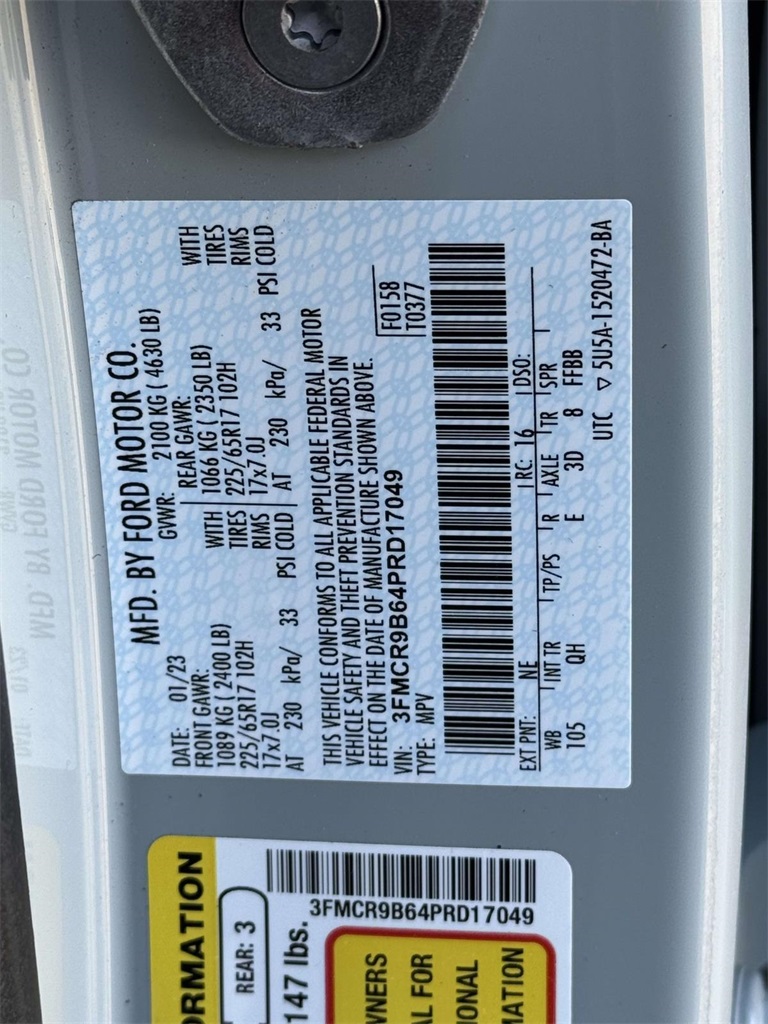 MFD. BY FORD MOTOR CO.
DATE: 01/23 GVWR: 2100 KG ( 4630 LB)
FRONT GAWR: REAR GAWR:
1089 KG ( 2400 LB) WITH 1066 KG ( 2350 LB) WITH
225/65R17 102H TIRES 225/65R17 102H TIRES
17x7.0J RIMS 17x7.0J RIMS
AT 230 kPa/ 33 PSI COLD AT 230 kPa/ 33 PSI COLD
THIS VEHICLE CONFORMS TO ALL APPLICABLE FEDERAL MOTOR
VEHICLE SAFETY AND THEFT PREVENTION STANDARDS IN
EFFECT ON THE DATE OF MANUFACTURE SHOWN ABOVE.
VIN: 3FMCR9B64PRD17049 F0158
TYPE: MPV T0377
EXT PNT: NE RC: 16 DSO:
WB INT TR TP/PS R AXLE TR SPR
105 QH E 3D 8 FFBB
UTC ▽ 5U5A-1520472-BA
ORMATION
REAR: 3
147 lbs.
3FMCR9B64PRD17049
WNERS
AL FOR
IONAL
IATION